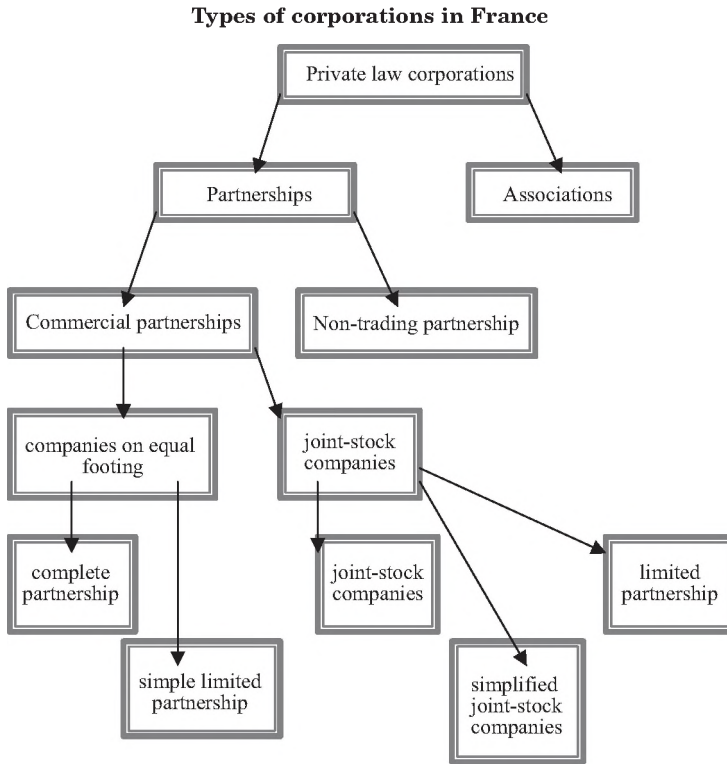 Types of corporations in France
Private law corporations
Partnerships
Associations
Commercial partnerships
Non-trading partnership
companies on equal
footing
joint-stock
companies
complete
partnership
joint-stock
companies
limited
partnership
simple limited
partnership
simplified
joint-stock
companies